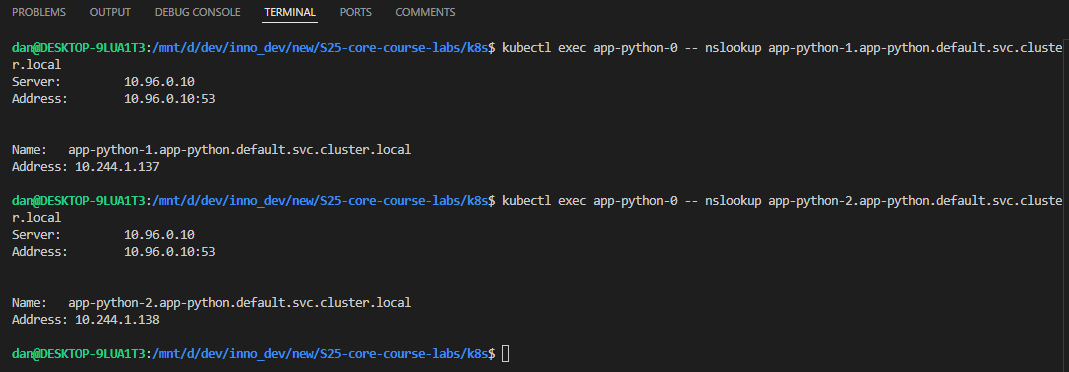 PROBLEMS OUTPUT DEBUG CONSOLE TERMINAL PORTS COMMENTS
dan@DESKTOP-9LUA1T3:/mnt/d/dev/inno_dev/new/S25-core-course-labs/k8s$ kubectl exec app-python-0 -- nslookup app-python-1.app-python.default.svc.cluste
r.local
Server: 10.96.0.10
Address: 10.96.0.10:53
Name: app-python-1.app-python.default.svc.cluster.local
Address: 10.244.1.137
dan@DESKTOP-9LUA1T3:/mnt/d/dev/inno_dev/new/S25-core-course-labs/k8s$ kubectl exec app-python-0 -- nslookup app-python-2.app-python.default.svc.cluste
r.local
Server: 10.96.0.10
Address: 10.96.0.10:53
Name: app-python-2.app-python.default.svc.cluster.local
Address: 10.244.1.138
dan@DESKTOP-9LUA1T3:/mnt/d/dev/inno_dev/new/S25-core-course-labs/k8s$